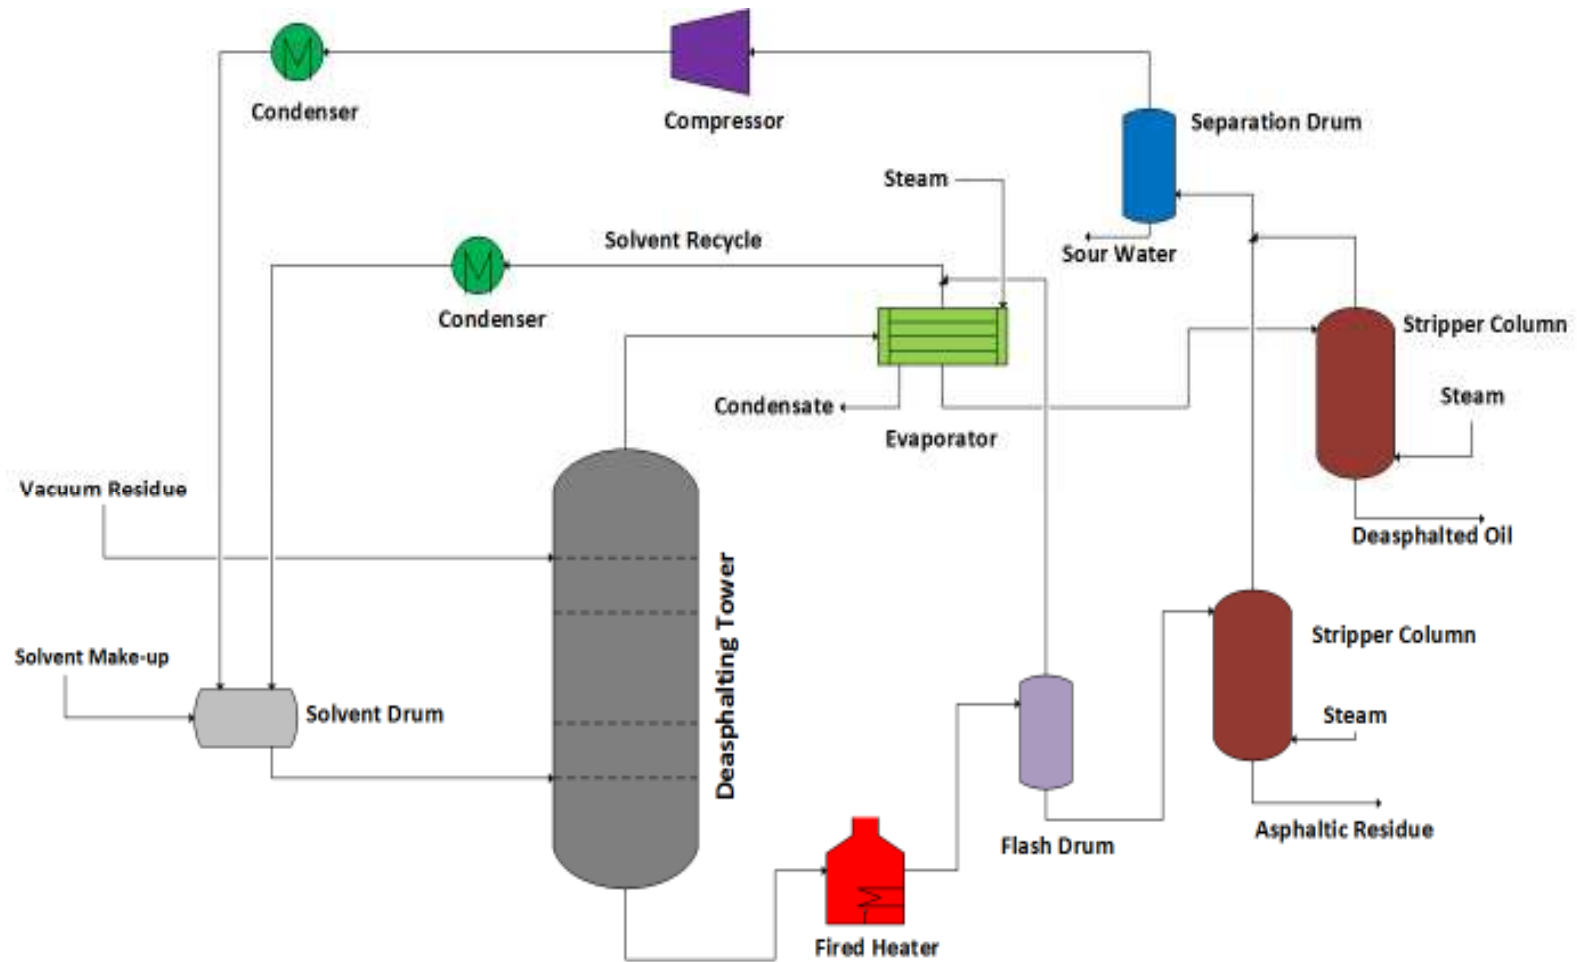 Condenser
Compressor
Separation Drum
Steam
Solvent Recycle
Sour Water
Condenser
Stripper Column
Steam
Condensate
Evaporator
Vacuum Residue
Deasphalted Oil
Deasphalting Tower
Stripper Column
Solvent Make-up
Solvent Drum
Steam
Asphaltic Residue
Flash Drum
Fired Heater